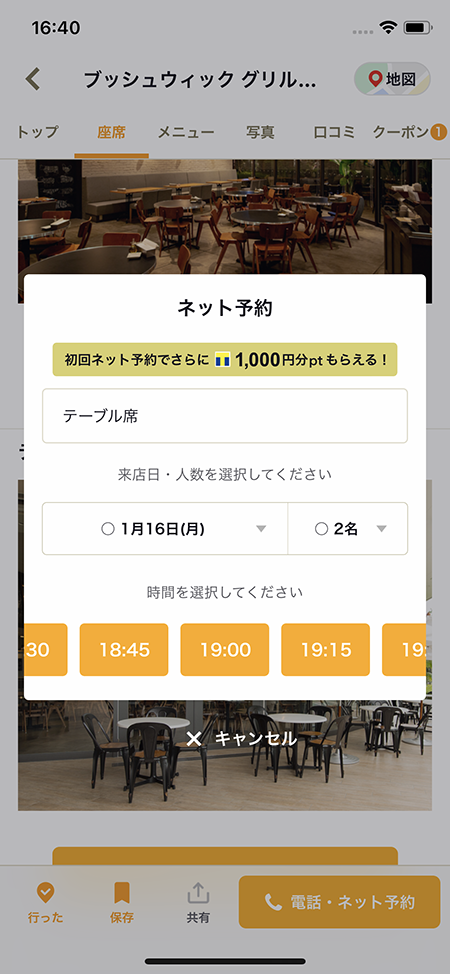 16:40
ブッシュウィック グリル...
地図
トップ 座席 メニュー 写真 口コミ クーポン 1
ネット予約
初回ネット予約でさらに 1,000円分pt もらえる！
テーブル席
来店日・人数を選択してください
○ 1月16日(月) ○ 2名
時間を選択してください
30 18:45 19:00 19:15 19:
× キャンセル
行った 保存 共有 電話・ネット予約